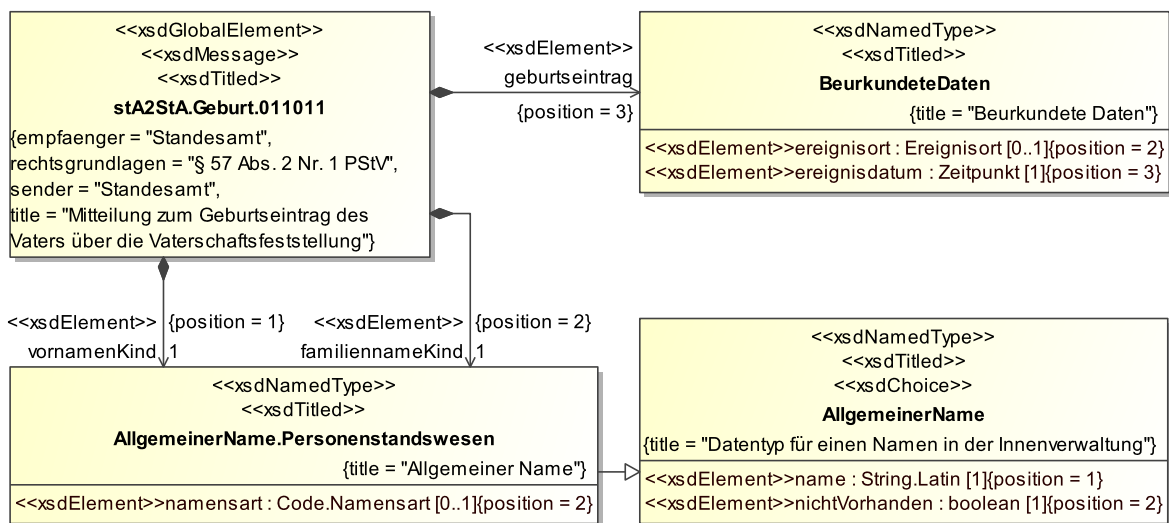 <<xsdGlobalElement>>
<<xsdMessage>>
<<xsdTitled>>
stA2StA.Geburt.011011
{empfaenger = "Standesamt",
rechtsgrundlagen = "§ 57 Abs. 2 Nr. 1 PStV",
sender = "Standesamt",
title = "Mitteilung zum Geburtseintrag des
Vaters über die Vaterschaftsfeststellung"}
<<xsdElement>>
geburtseintrag
{position = 3}
<<xsdNamedType>>
<<xsdTitled>>
BeurkundeteDaten
{title = "Beurkundete Daten"}
<<xsdElement>>ereignisort : Ereignisort [0..1]{position = 2}
<<xsdElement>>ereignisdatum : Zeitpunkt [1]{position = 3}
<<xsdElement>> {position = 1}
vornamenKind 1
<<xsdElement>> {position = 2}
familiennameKind 1
<<xsdNamedType>>
<<xsdTitled>>
AllgemeinerName.Personenstandswesen
{title = "Allgemeiner Name"}
<<xsdElement>>namensart : Code.Namensart [0..1]{position = 2}
<<xsdNamedType>>
<<xsdTitled>>
<<xsdChoice>>
AllgemeinerName
{title = "Datentyp für einen Namen in der Innenverwaltung"}
<<xsdElement>>name : String.Latin [1]{position = 1}
<<xsdElement>>nichtVorhanden : boolean [1]{position = 2}